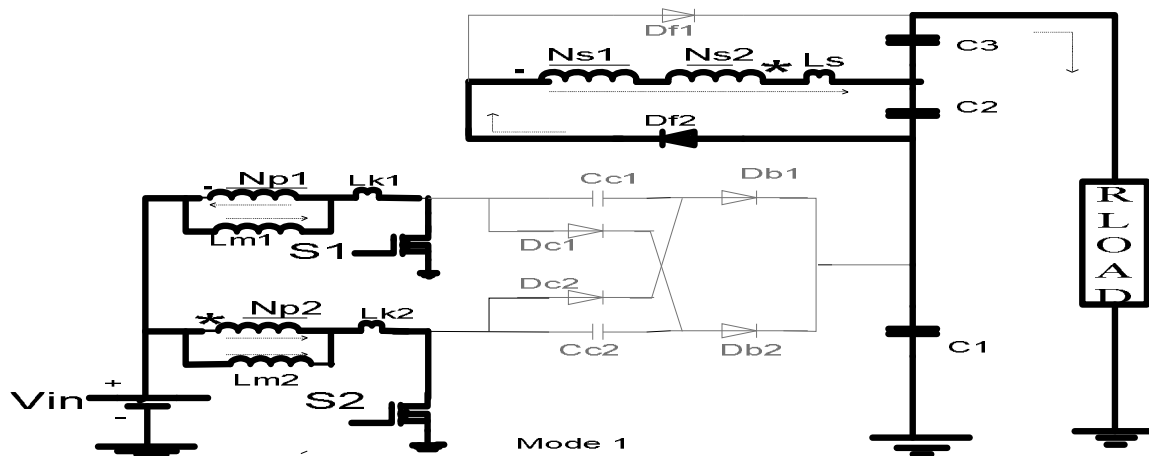 Df1
C3
Ns1 Ns2 * Ls
-
C2
Df2
Np1 Lk1 Cc1 Db1
-
Lm1 S1 Dc1
RLOAD
Dc2
Np2 Lk2
*
Cc2 Db2 C1
Lm2
+
Vin S2
-
Mode 1